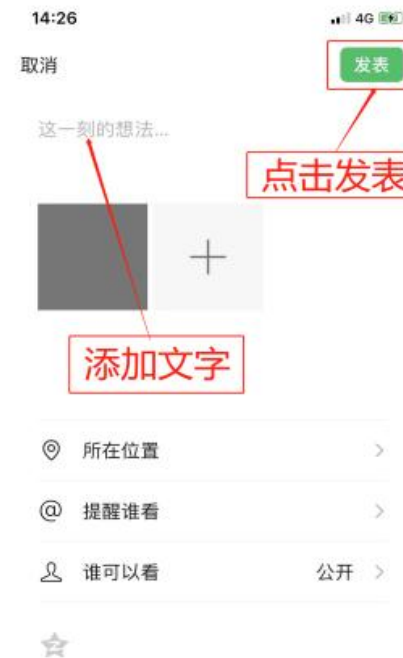 14:26 4G
取消 发表
这一刻的想法...
点击发表
添加文字
所在位置
@ 提醒谁看
谁可以看 公开